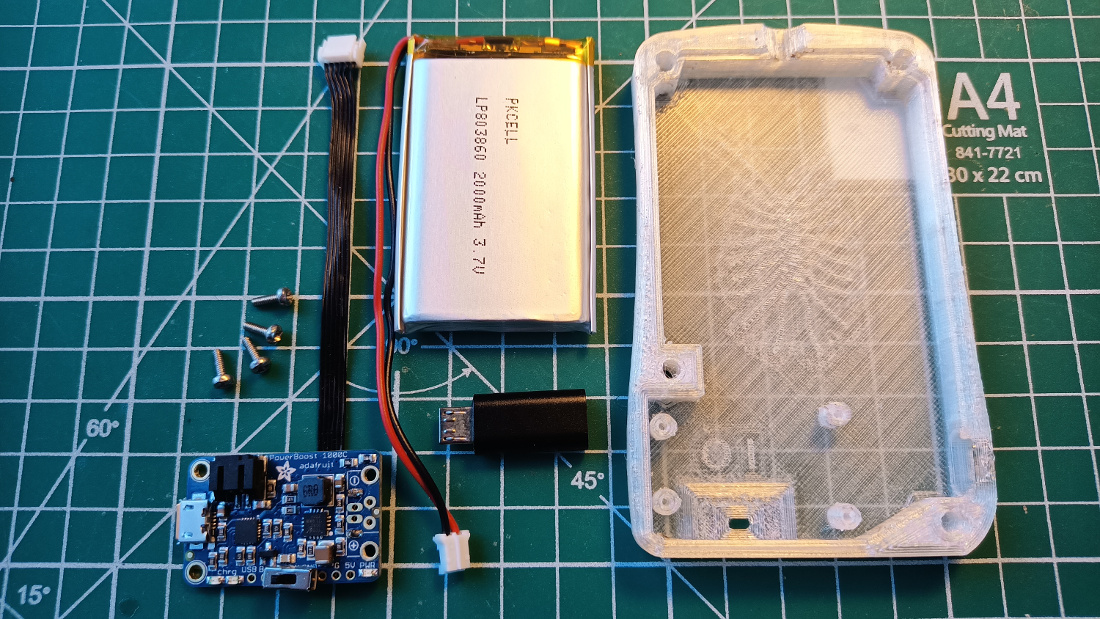 PKCELL
LP803860 2000mAh 3.7V
A4
Cutting Mat
841-7721
30 x 22 cm
60°
45°
15°
PowerBoost 1000C
adafruit
chrg
USB
5V
PWR